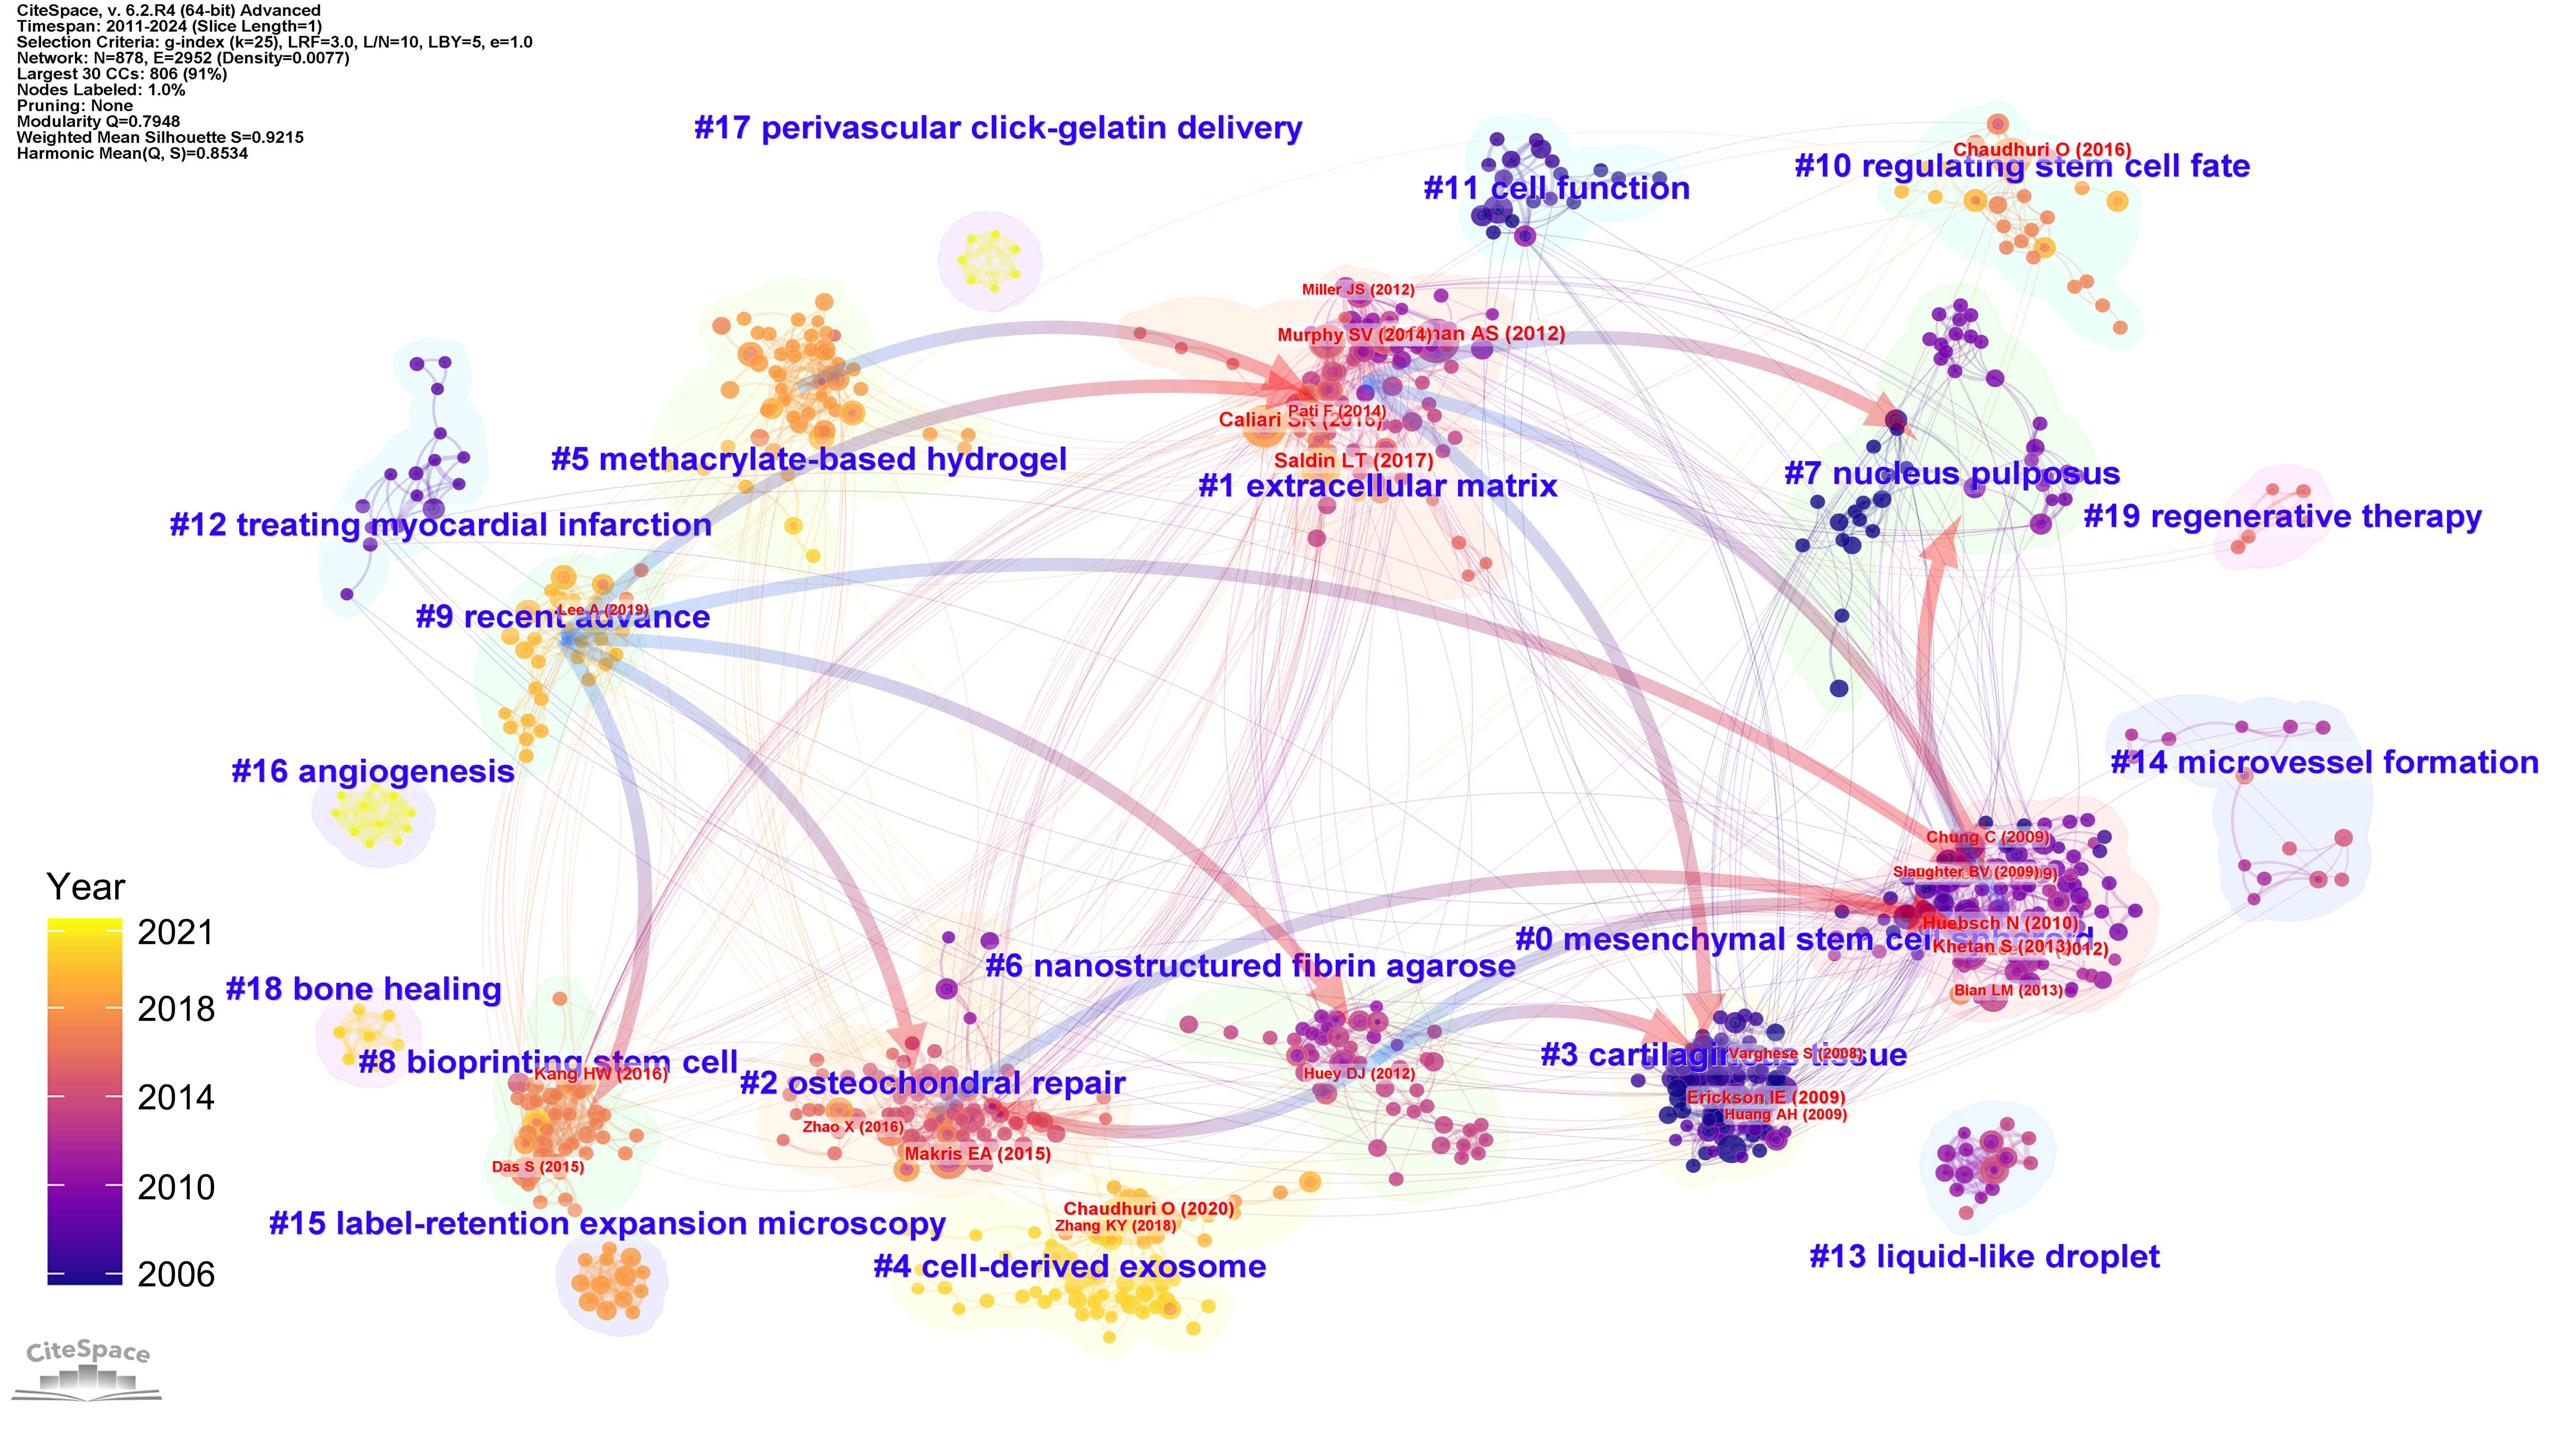 CiteSpace, v. 6.2.R4 (64-bit) Advanced
Timespan: 2011-2024 (Slice Length=1)
Selection Criteria: g-index (k=25), LRF=3.0, L/N=10, LBY=5, e=1.0
Network: N=878, E=2952 (Density=0.0077)
Largest 30 CCs: 806 (91%)
Nodes Labeled: 1.0%
Pruning: None
Modularity Q=0.7948
Weighted Mean Silhouette S=0.9215
Harmonic Mean(Q, S)=0.8534
#17 perivascular click-gelatin delivery
#11 cell function
Chaudhuri O (2016)
#10 regulating stem cell fate
Miller JS (2012)
Murphy SV (2014)
AS (2012)
Pati F (2014)
Caliari SR (2016)
Saldin LT (2017)
#1 extracellular matrix
#5 methacrylate-based hydrogel
#7 nucleus pulposus
#19 regenerative therapy
#12 treating myocardial infarction
Lee A (2019)
#9 recent advance
#16 angiogenesis
#14 microvessel formation
Chung C (2009)
Slaughter BV (2009)
Huebsch N (2010)
#0 mesenchymal stem cell spheroid
Khetan S (2013)
Bian LM (2013)
#6 nanostructured fibrin agarose
Year
2021
2018
2014
2010
2006
#18 bone healing
#8 bioprinting stem cell
Kang HW (2016)
#2 osteochondral repair
Huey DJ (2012)
#3 cartilaginous tissue
Varghese S (2008)
Erickson IE (2009)
Huang AH (2009)
Zhao X (2016)
Makris EA (2015)
Das S (2015)
#15 label-retention expansion microscopy
Chaudhuri O (2020)
Zhang KY (2018)
#4 cell-derived exosome
#13 liquid-like droplet
CiteSpace